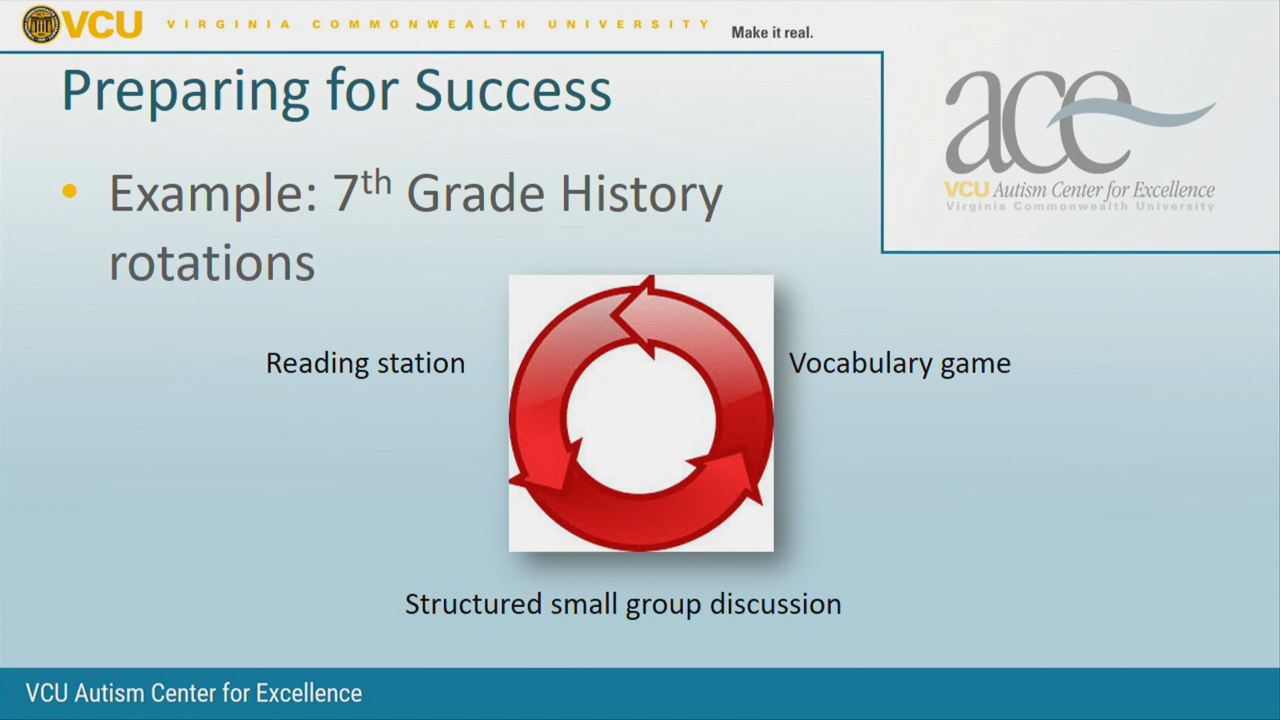 VCU VIRGINIA COMMONWEALTH UNIVERSITY Make it real.
Preparing for Success
ace
VCU Autism Center for Excellence
Virginia Commonwealth University
• Example: 7th Grade History
rotations
Reading station
Vocabulary game
Structured small group discussion
VCU Autism Center for Excellence